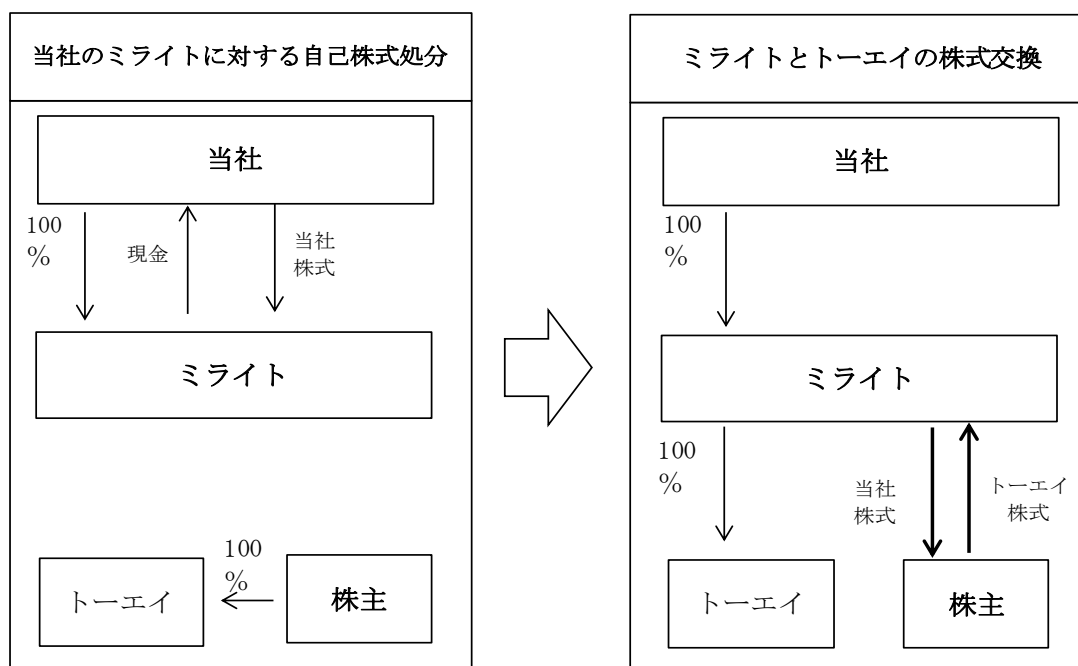 当社のミライトに対する自己株式処分
当社
100
%
現金
当社
株式
ミライト
100
%
トーエイ
株主
ミライトとトーエイの株式交換
当社
100
%
ミライト
100
%
当社
株式
トーエイ
株式
トーエイ
株主